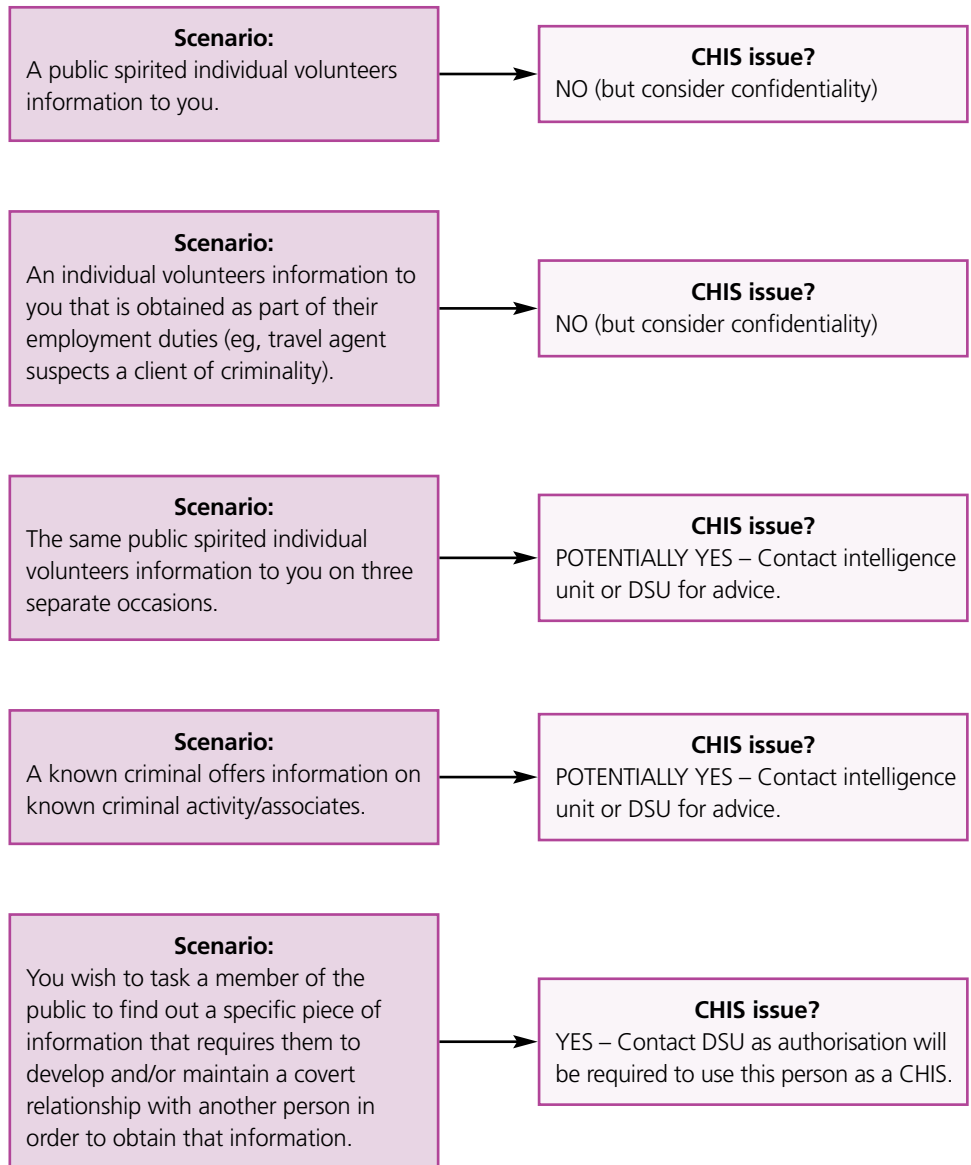 Scenario:
A public spirited individual volunteers
information to you.
CHIS issue?
NO (but consider confidentiality)
Scenario:
An individual volunteers information to
you that is obtained as part of their
employment duties (eg, travel agent
suspects a client of criminality).
CHIS issue?
NO (but consider confidentiality)
Scenario:
The same public spirited individual
volunteers information to you on three
separate occasions.
CHIS issue?
POTENTIALLY YES – Contact intelligence
unit or DSU for advice.
Scenario:
A known criminal offers information on
known criminal activity/associates.
CHIS issue?
POTENTIALLY YES – Contact intelligence
unit or DSU for advice.
Scenario:
You wish to task a member of the
public to find out a specific piece of
information that requires them to
develop and/or maintain a covert
relationship with another person in
order to obtain that information.
CHIS issue?
YES – Contact DSU as authorisation will
be required to use this person as a CHIS.